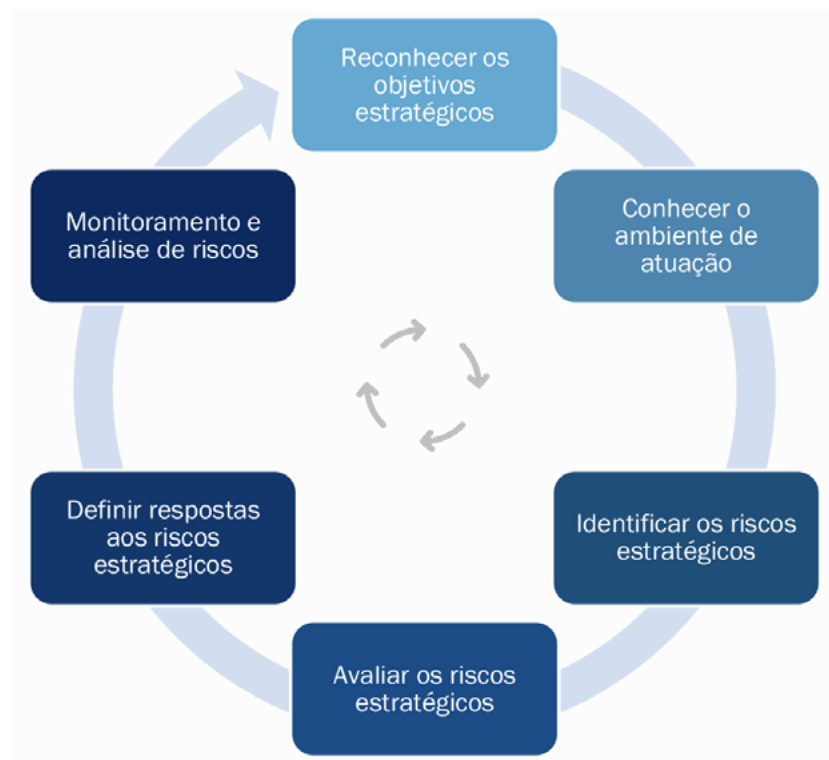 Reconhecer os
objetivos
estratégicos
Conhecer o
ambiente de
atuação
Identificar os riscos
estratégicos
Avaliar os riscos
estratégicos
Definir respostas
aos riscos
estratégicos
Monitoramento e
análise de riscos